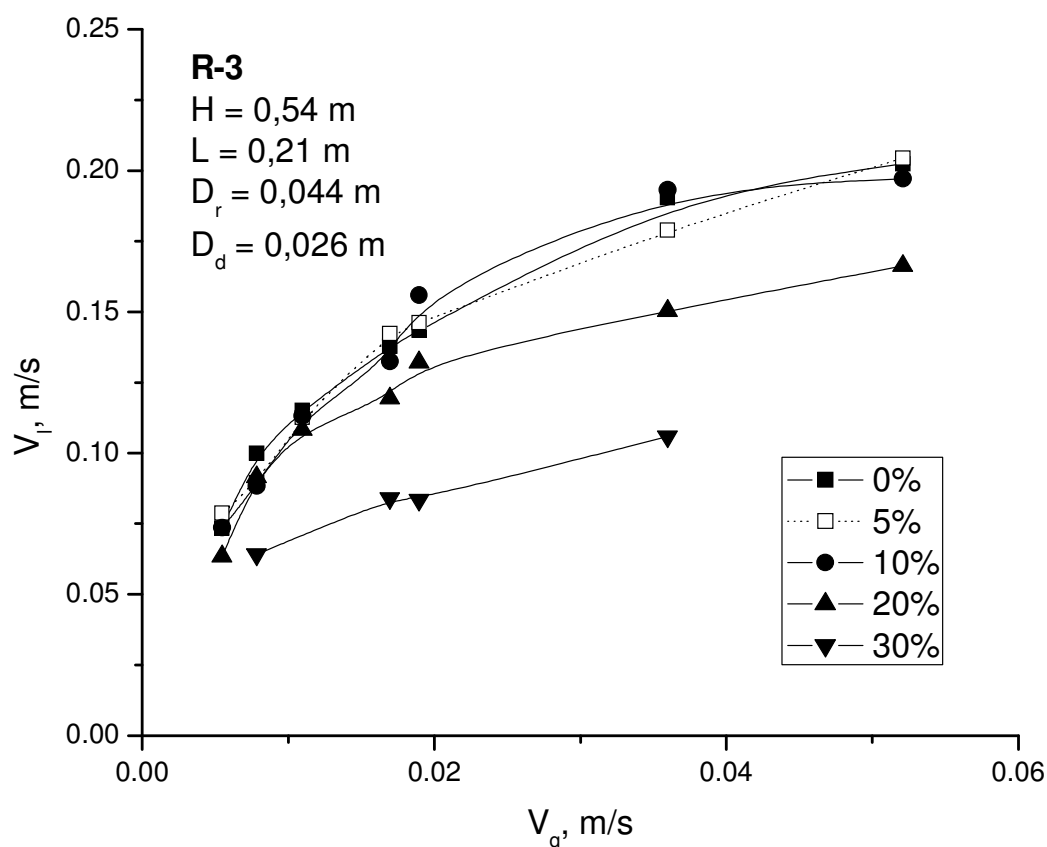 R-3
H = 0,54 m
L = 0,21 m
D_r = 0,044 m
D_d = 0,026 m
0.25
0.20
0.15
0.10
0.05
0.00
V_l, m/s
0%
5%
10%
20%
30%
0.00 0.02 0.04 0.06
V_g, m/s